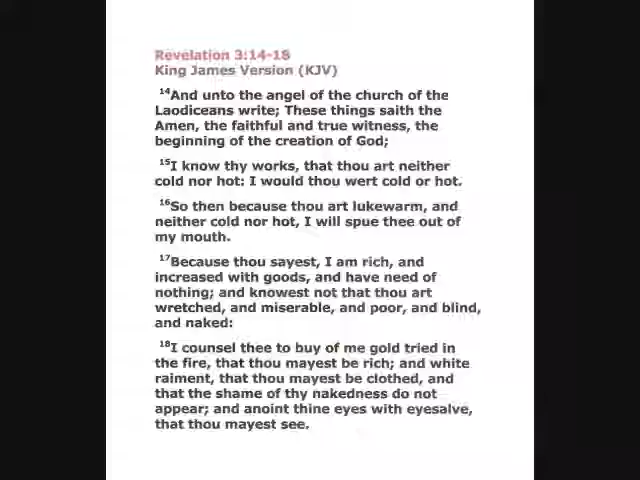 Revelation 3:14-18
King James Version (KJV)
14And unto the angel of the church of the
Laodiceans write; These things saith the
Amen, the faithful and true witness, the
beginning of the creation of God;
15I know thy works, that thou art neither
cold nor hot: I would thou wert cold or hot.
16So then because thou art lukewarm, and
neither cold nor hot, I will spue thee out of
my mouth.
17Because thou sayest, I am rich, and
increased with goods, and have need of
nothing; and knowest not that thou art
wretched, and miserable, and poor, and blind,
and naked:
18I counsel thee to buy of me gold tried in
the fire, that thou mayest be rich; and white
raiment, that thou mayest be clothed, and
that the shame of thy nakedness do not
appear; and anoint thine eyes with eyesalve,
that thou mayest see.